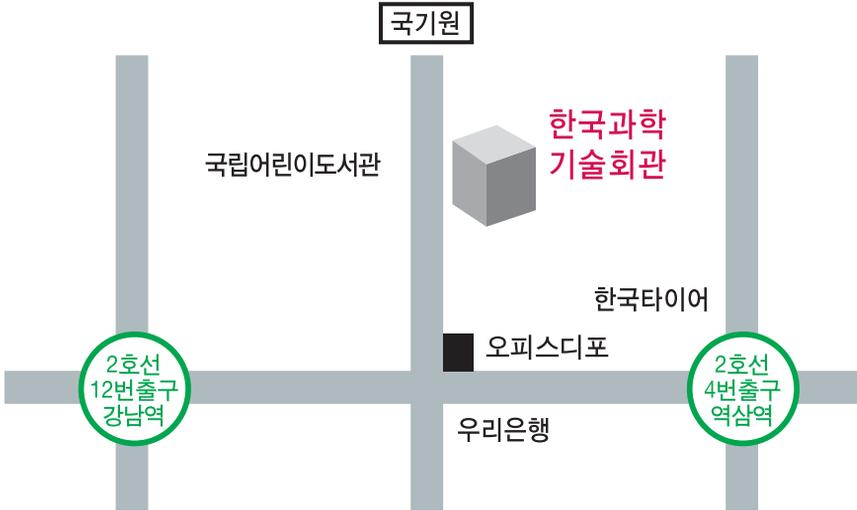 국기원
한국과학
기술회관
국립어린이도서관
한국타이어
오피스디포
2호선
12번출구
강남역
2호선
4번출구
역삼역
우리은행